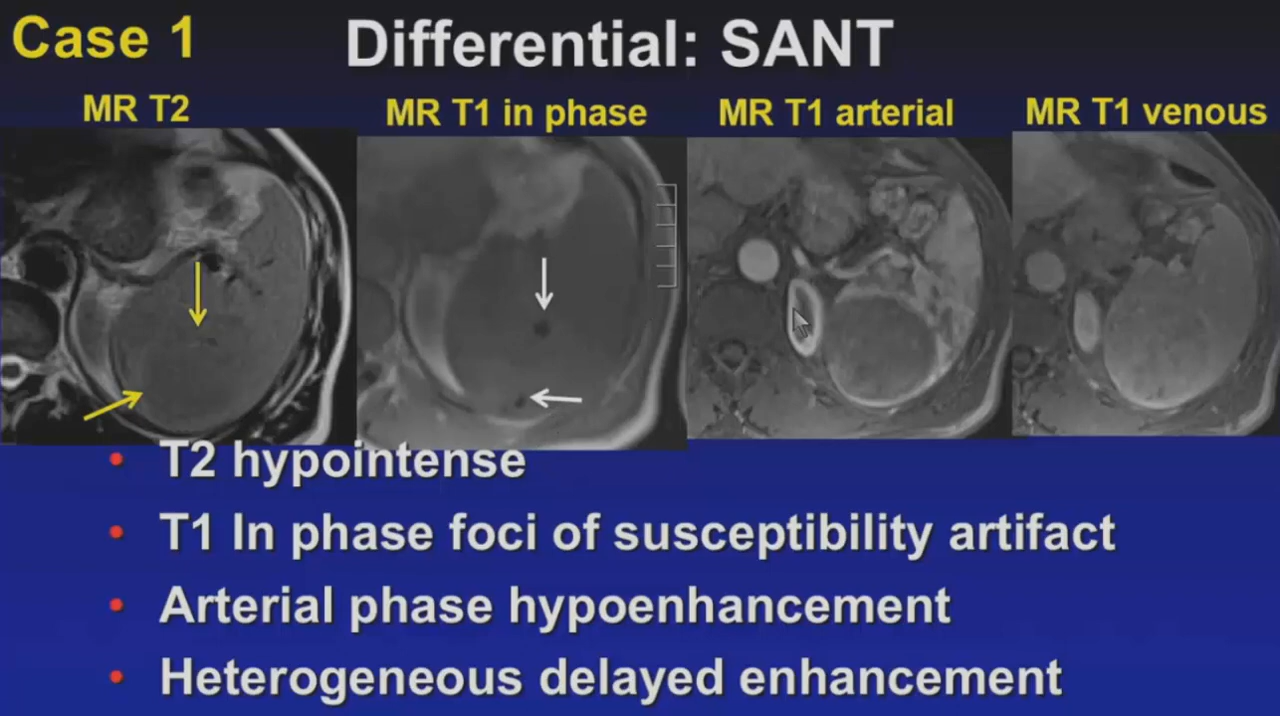 Case 1
Differential: SANT
MR T2
MR T1 in phase
MR T1 arterial
MR T1 venous
• T2 hypointense
• T1 In phase foci of susceptibility artifact
• Arterial phase hypoenhancement
• Heterogeneous delayed enhancement